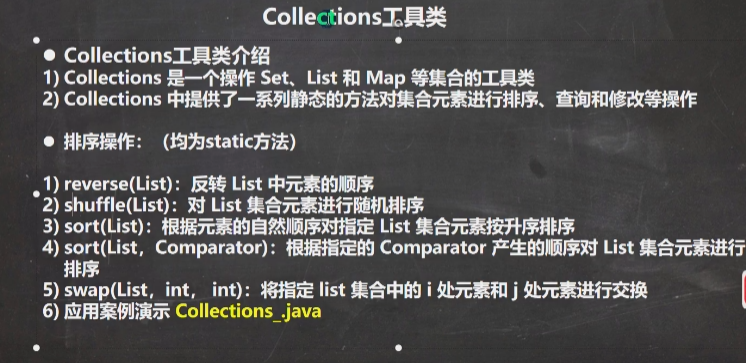 Collections工具类
● Collections工具类介绍
1) Collections 是一个操作 Set、List 和 Map 等集合的工具类
2) Collections 中提供了一系列静态的方法对集合元素进行排序、查询和修改等操作
● 排序操作：（均为static方法）
1) reverse(List)：反转 List 中元素的顺序
2) shuffle(List)：对 List 集合元素进行随机排序
3) sort(List)：根据元素的自然顺序对指定 List 集合元素按升序排序
4) sort(List，Comparator)：根据指定的 Comparator 产生的顺序对 List 集合元素进行
排序
5) swap(List，int， int)：将指定 list 集合中的 i 处元素和 j 处元素进行交换
6) 应用案例演示 Collections_.java